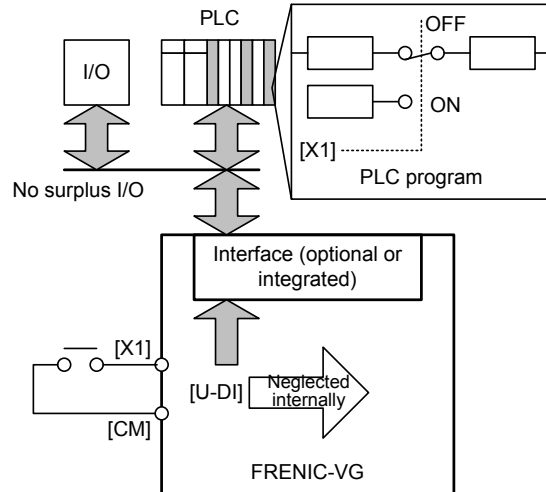 PLC
I/O
OFF
ON
[X1]
PLC program
No surplus I/O
Interface (optional or
integrated)
[X1]
[U-DI]
Neglected
internally
[CM]
FRENIC-VG